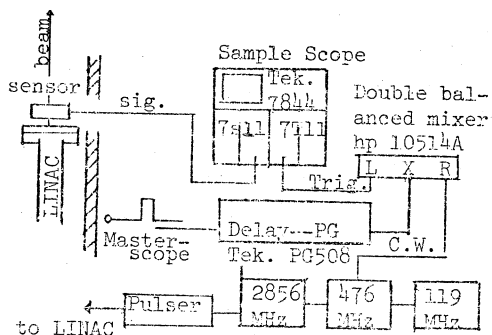 beam
Sample Scope
Tek.
7844
sensor
sig.
Double bal-
anced mixer
hp 10514A
7s11
7T11
L X R
Trig.
LINAC
Delay--PG
C.W.
Master-
scope
Tek. PG508
Pulser
2856
MHz
476
MHz
119
MHz
to LINAC